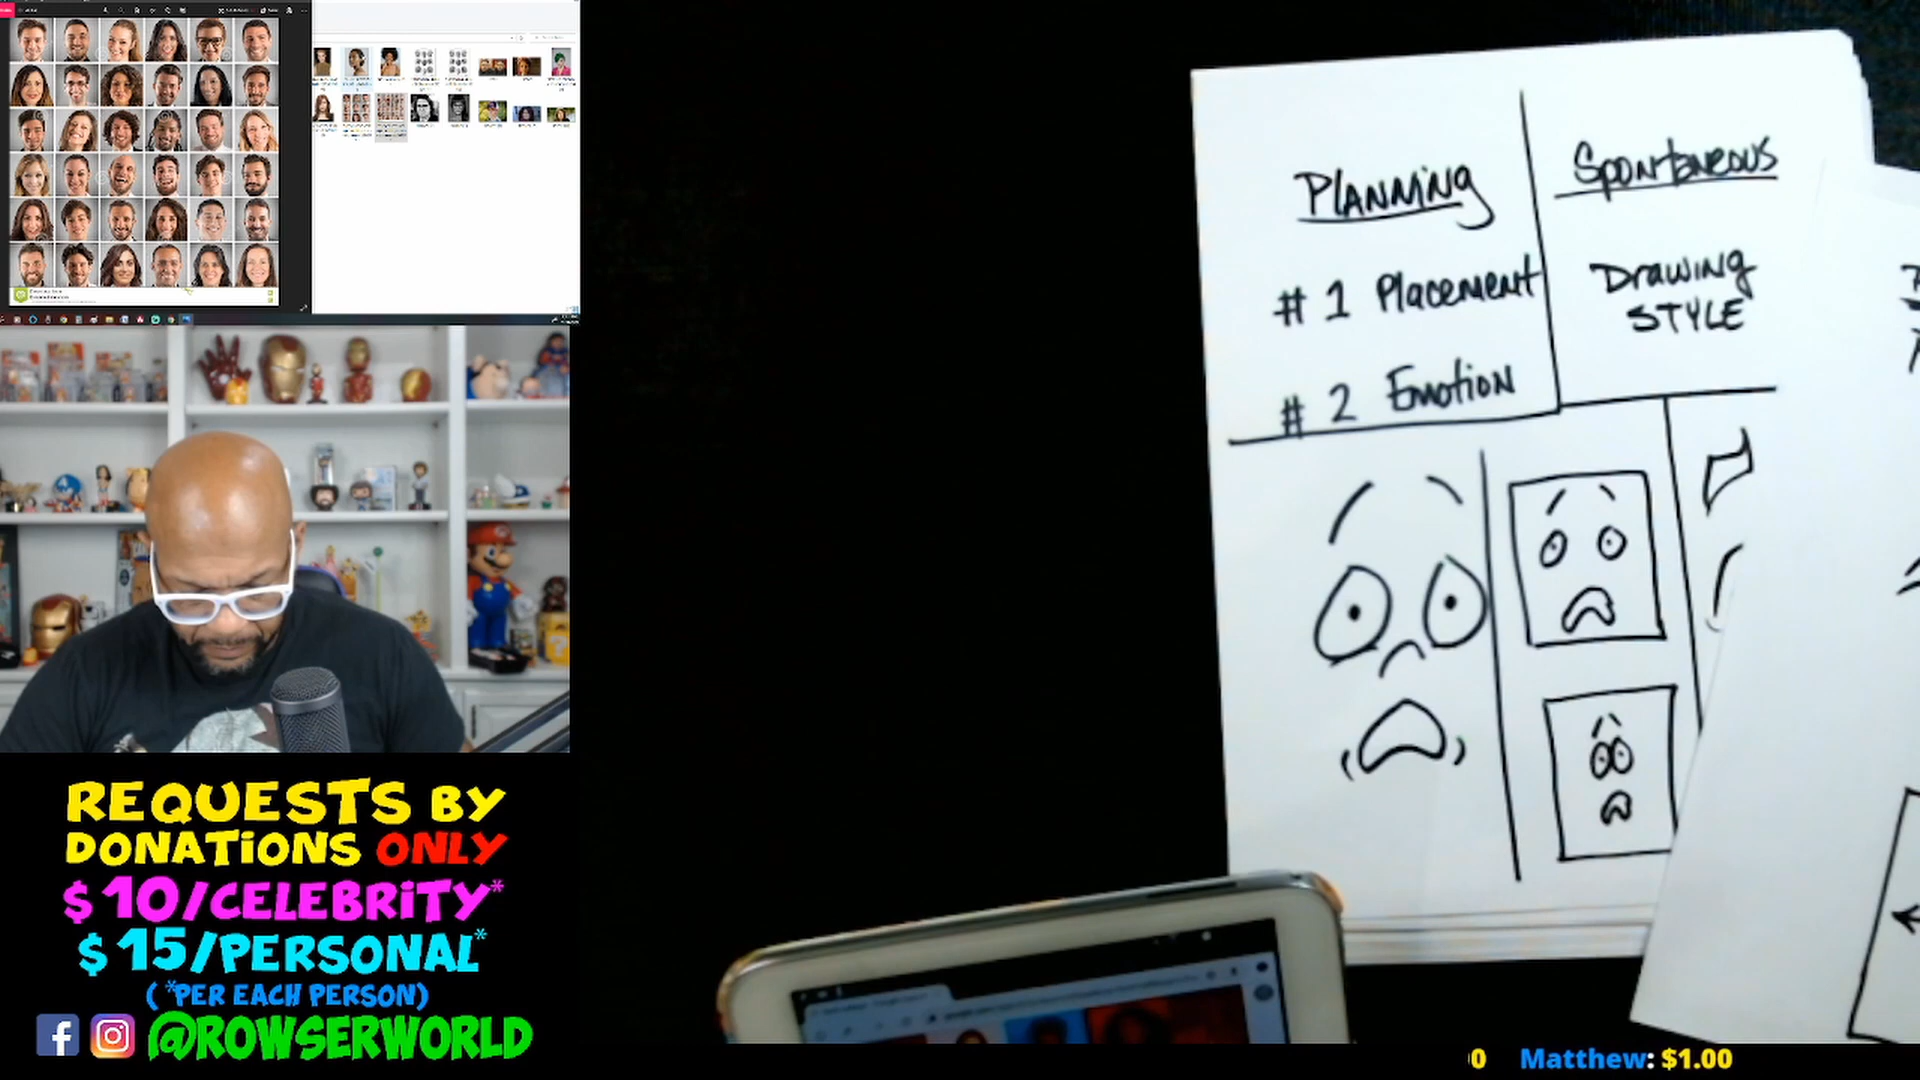 Planning
# 1 Placement
# 2 Emotion
Spontaneous
Drawing
STYLE
REQUESTS BY
DONATiONS ONLY
$10/CELEBRiTY*
$15/PERSONAL*
(*PER EACH PERSON)
@ROWSERWORLD
0 Matthew: $1.00